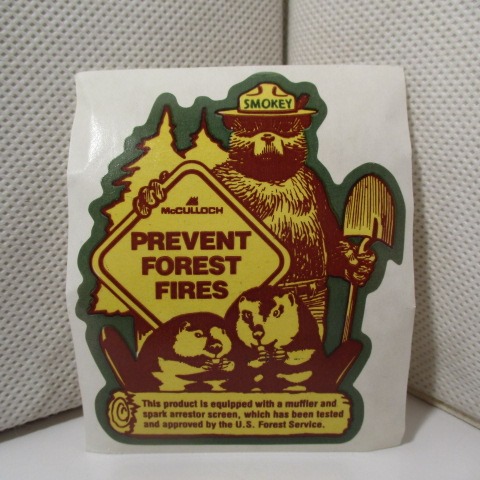 SMOKEY
McCULLOCH
PREVENT
FOREST
FIRES
This product is equipped with a muffler and
spark arrestor screen, which has been tested
and approved by the U.S. Forest Service.